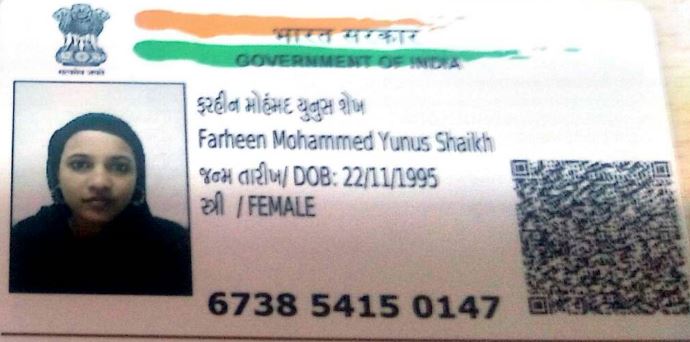 सत्यमेव जयते
भारत सरकार
GOVERNMENT OF INDIA
ફરહીન મોહંમદ યુનુસ શેખ
Farheen Mohammed Yunus Shaikh
જન્મ તારીખ/ DOB: 22/11/1995
સ્ત્રી / FEMALE
6738 5415 0147